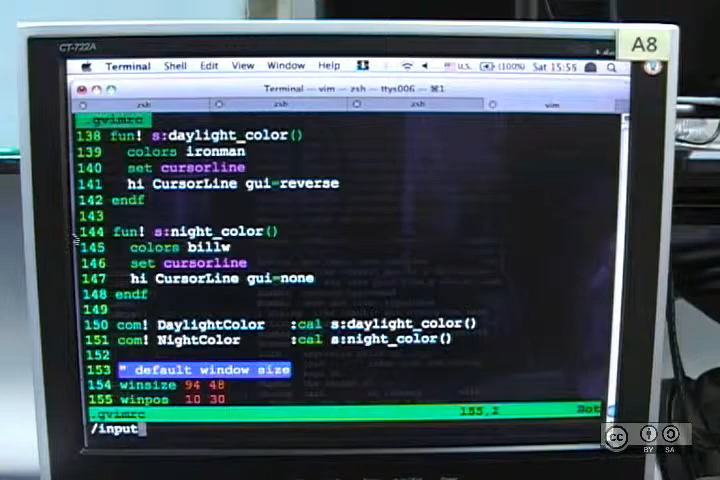 CT-722A
A8
Terminal Shell Edit View Window Help U.S. (100%) Sat 15:55
Terminal — vim — zsh — ttys006 — ⌘1
zsh zsh zsh vim
.gvimrc
138 fun! s:daylight_color()
139 colors ironman
140 set cursorline
141 hi CursorLine gui=reverse
142 endf
143
144 fun! s:night_color()
145 colors billw
146 set cursorline
147 hi CursorLine gui=none
148 endf
149
150 com! DaylightColor :cal s:daylight_color()
151 com! NightColor :cal s:night_color()
152
153 " default window size
154 winsize 94 48
155 winpos 10 30
.gvimrc 155,1 Bot
/input
cc BY SA